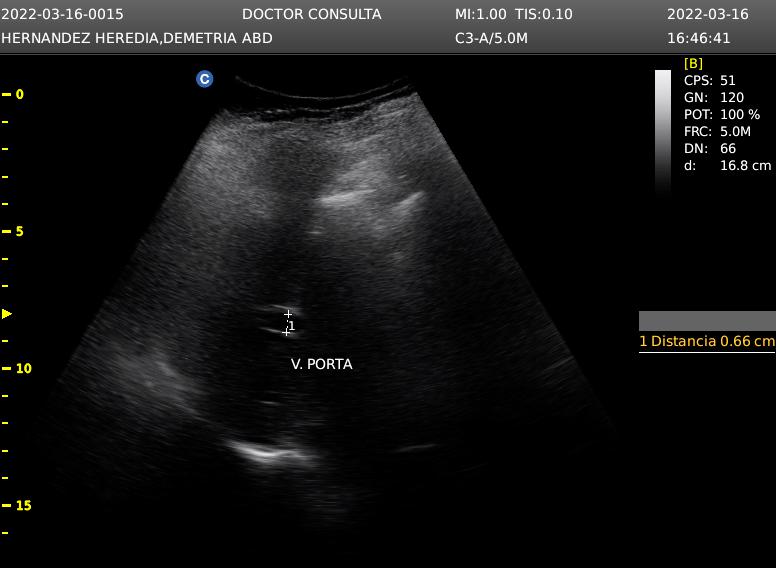 2022-03-16-0015 DOCTOR CONSULTA MI:1.00 TIS:0.10 2022-03-16
HERNANDEZ HEREDIA,DEMETRIA ABD C3-A/5.0M 16:46:41
C
[B]
CPS: 51
GN: 120
POT: 100 %
FRC: 5.0M
DN: 66
d: 16.8 cm
0
5
10
15
1
V. PORTA
1 Distancia 0.66 cm